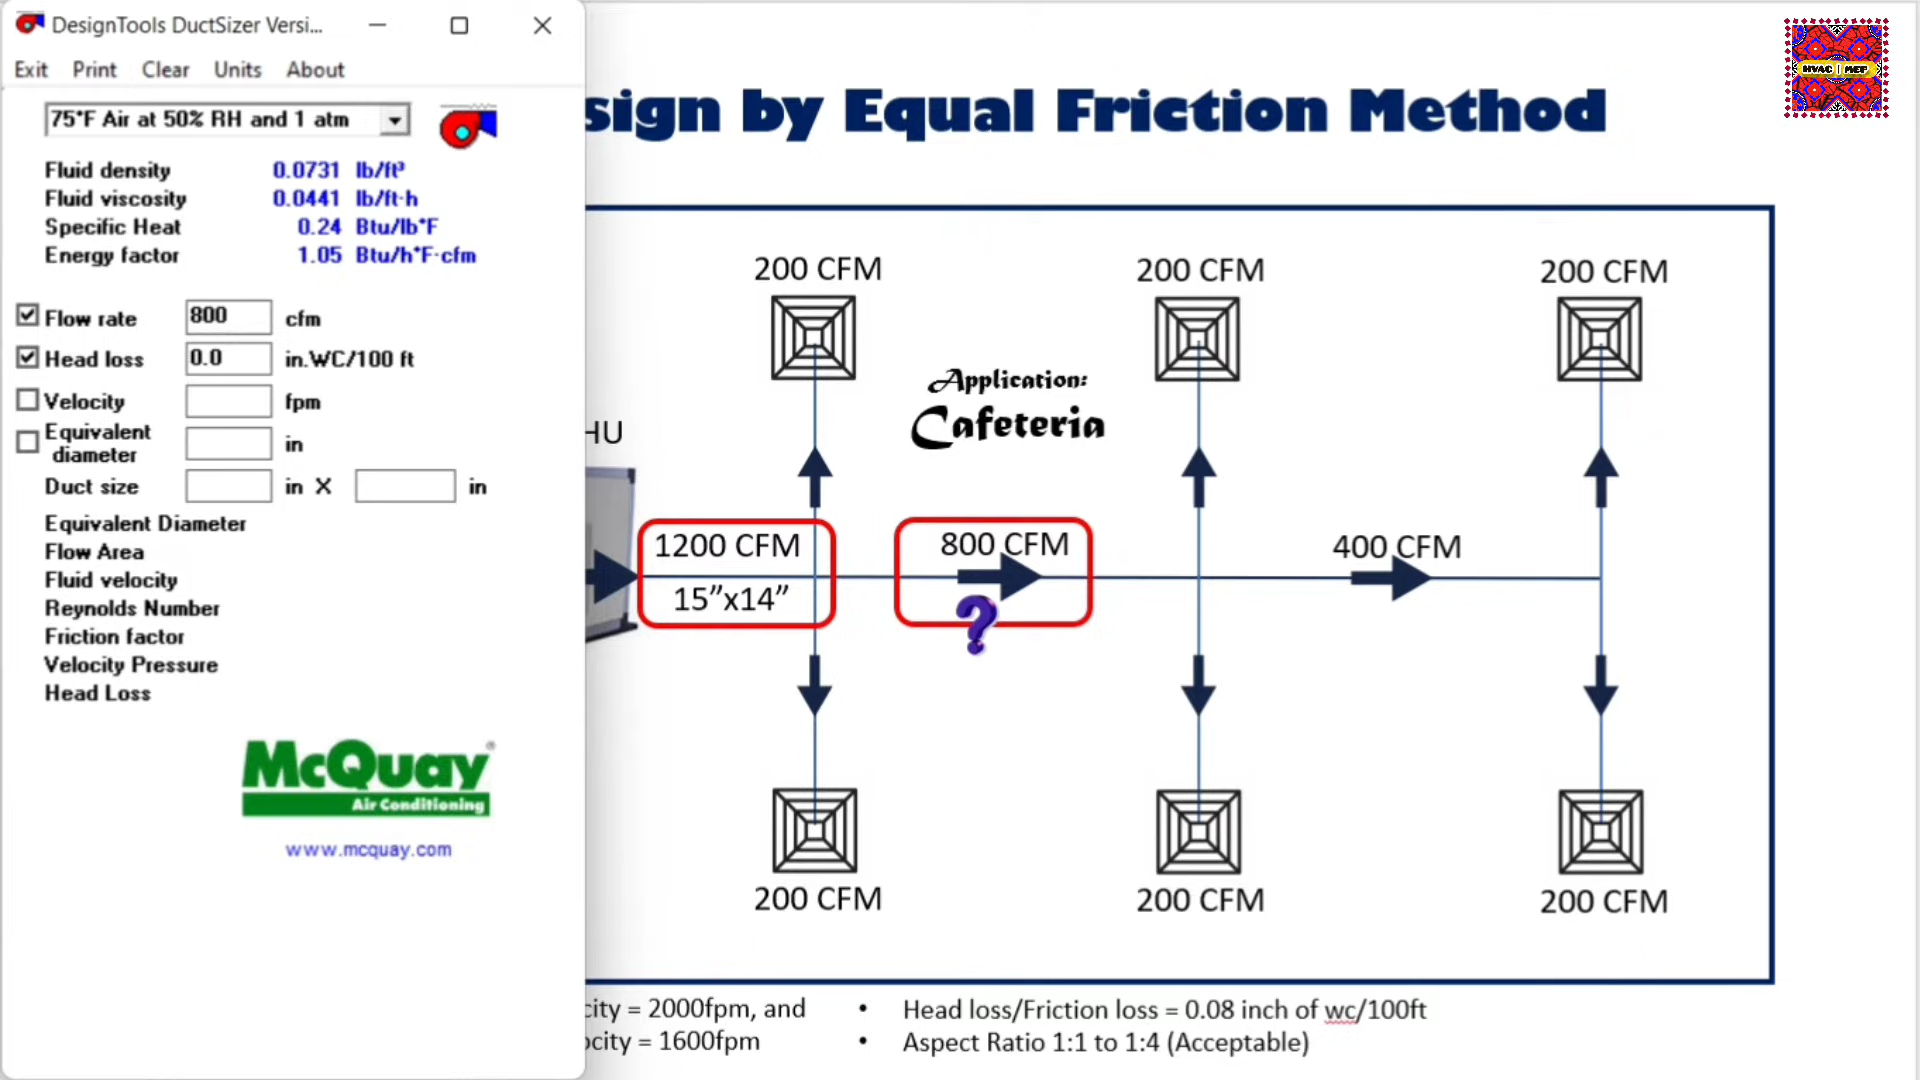 DesignTools DuctSizer Versi...
Exit Print Clear Units About
75°F Air at 50% RH and 1 atm
Fluid density 0.0731 lb/ft³
Fluid viscosity 0.0441 lb/ft·h
Specific Heat 0.24 Btu/lb°F
Energy factor 1.05 Btu/h°F·cfm
Flow rate 800 cfm
Head loss 0.0 in.WC/100 ft
Velocity fpm
Equivalent diameter in
Duct size in X in
Equivalent Diameter
Flow Area
Fluid velocity
Reynolds Number
Friction factor
Velocity Pressure
Head Loss
McQuay®
Air Conditioning
www.mcquay.com
sign by Equal Friction Method
HVAC | MEP
200 CFM 200 CFM 200 CFM
Application:
Cafeteria
HU
1200 CFM
15”x14”
800 CFM
?
400 CFM
200 CFM 200 CFM 200 CFM
city = 2000fpm, and
ocity = 1600fpm
• Head loss/Friction loss = 0.08 inch of wc/100ft
• Aspect Ratio 1:1 to 1:4 (Acceptable)